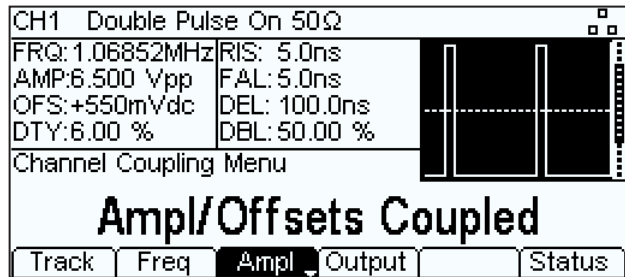 CH1 Double Pulse On 50Ω
FRQ:1.06852MHz RIS: 5.0ns
AMP:6.500 Vpp FAL:5.0ns
OFS:+550mVdc DEL: 100.0ns
DTY:6.00 % DBL:50.00 %
Channel Coupling Menu
Ampl/Offsets Coupled
Track Freq Ampl Output Status